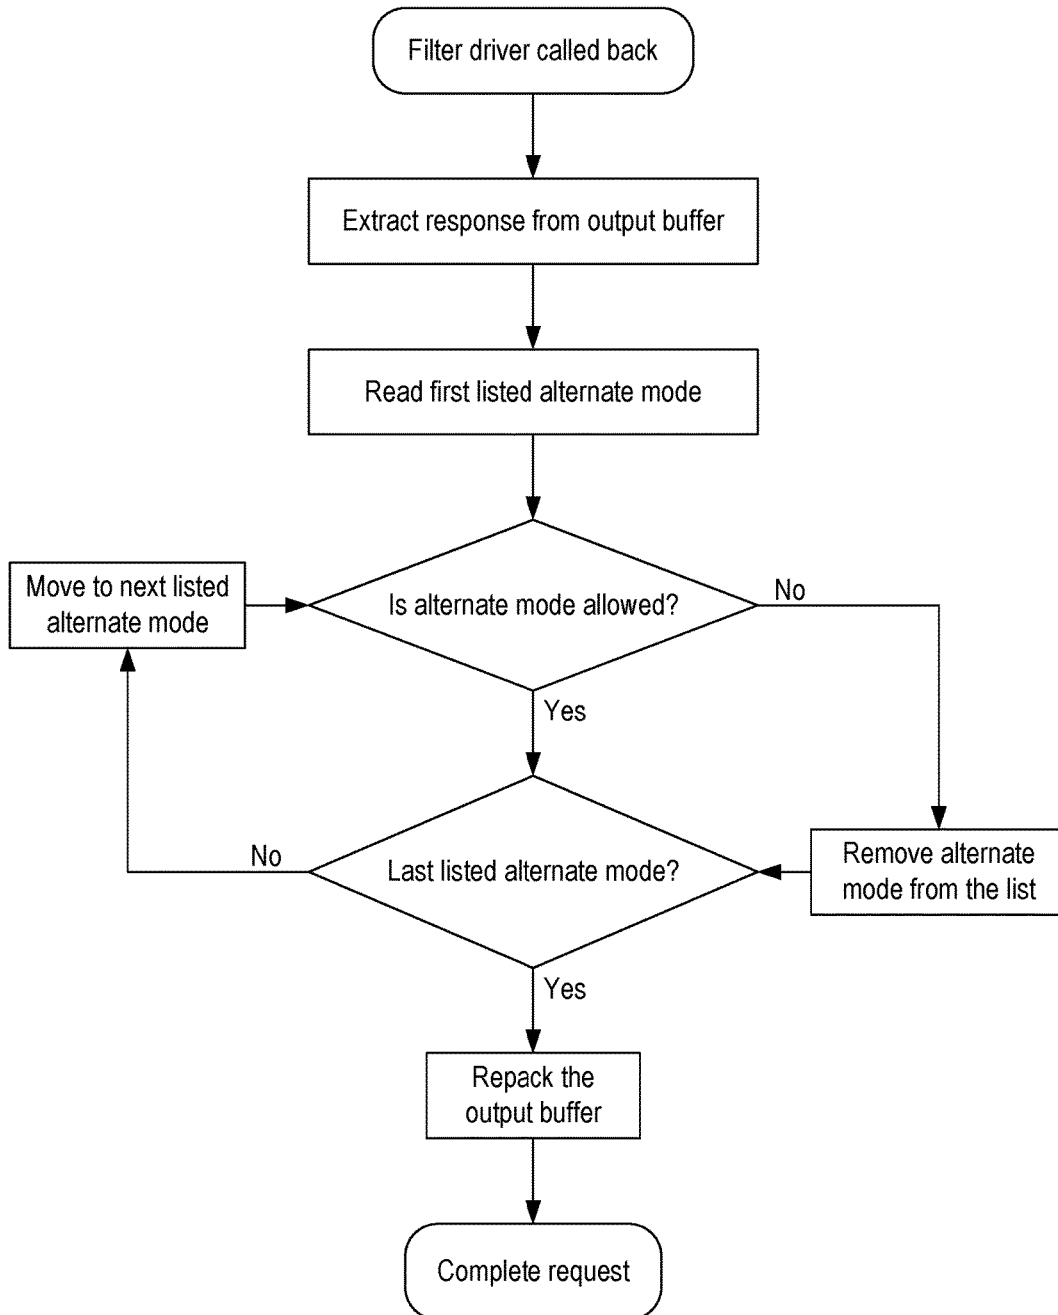 Filter driver called back
Extract response from output buffer
Read first listed alternate mode
Move to next listed
alternate mode
Is alternate mode allowed?
No
Yes
No
Last listed alternate mode?
Remove alternate
mode from the list
Yes
Repack the
output buffer
Complete request